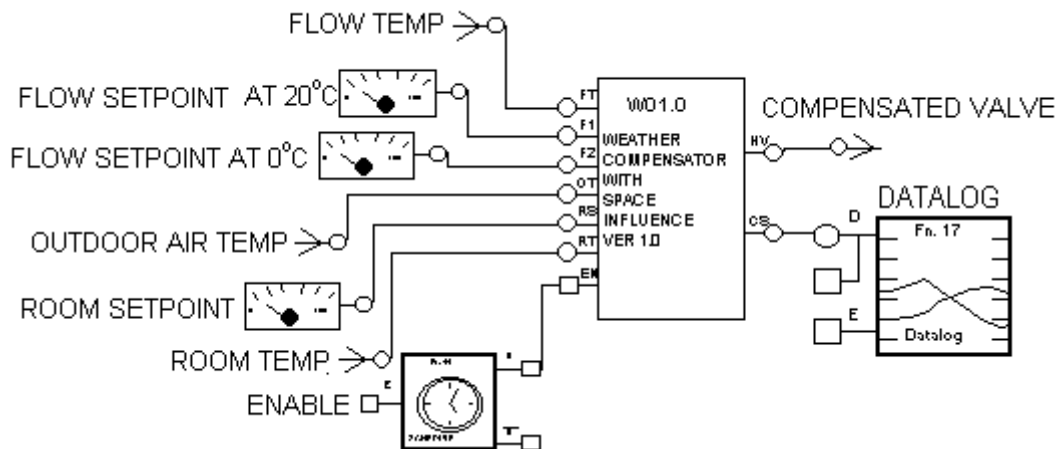 FLOW TEMP
FLOW SETPOINT AT 20°C
FLOW SETPOINT AT 0°C
OUTDOOR AIR TEMP
ROOM SETPOINT
ROOM TEMP
ENABLE
E
FT
F1
F2
OT
RS
RT
EN
W01.0
WEATHER
COMPENSATOR
WITH
SPACE
INFLUENCE
VER 1.0
HV
CS
COMPENSATED VALVE
DATALOG
D
E
Fn. 17
Datalog